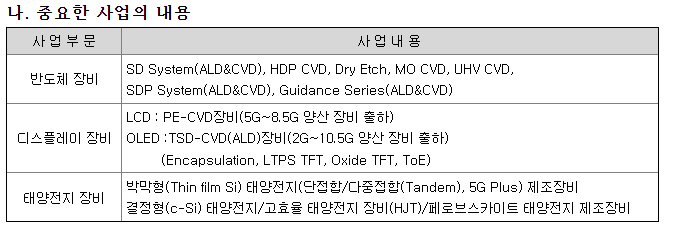 나. 중요한 사업의 내용
사 업 부 문
사 업 내 용
반도체 장비
SD System(ALD&CVD), HDP CVD, Dry Etch, MO CVD, UHV CVD,
SDP System(ALD&CVD), Guidance Series(ALD&CVD)
디스플레이 장비
LCD : PE-CVD장비(5G~8.5G 양산 장비 출하)
OLED :TSD-CVD(ALD)장비(2G~10.5G 양산 장비 출하)
(Encapsulation, LTPS TFT, Oxide TFT, ToE)
태양전지 장비
박막형(Thin film Si) 태양전지(단접합/다중접합(Tandem), 5G Plus) 제조장비
결정형(c-Si) 태양전지/고효율 태양전지 장비(HJT)/페로브스카이트 태양전지 제조장비